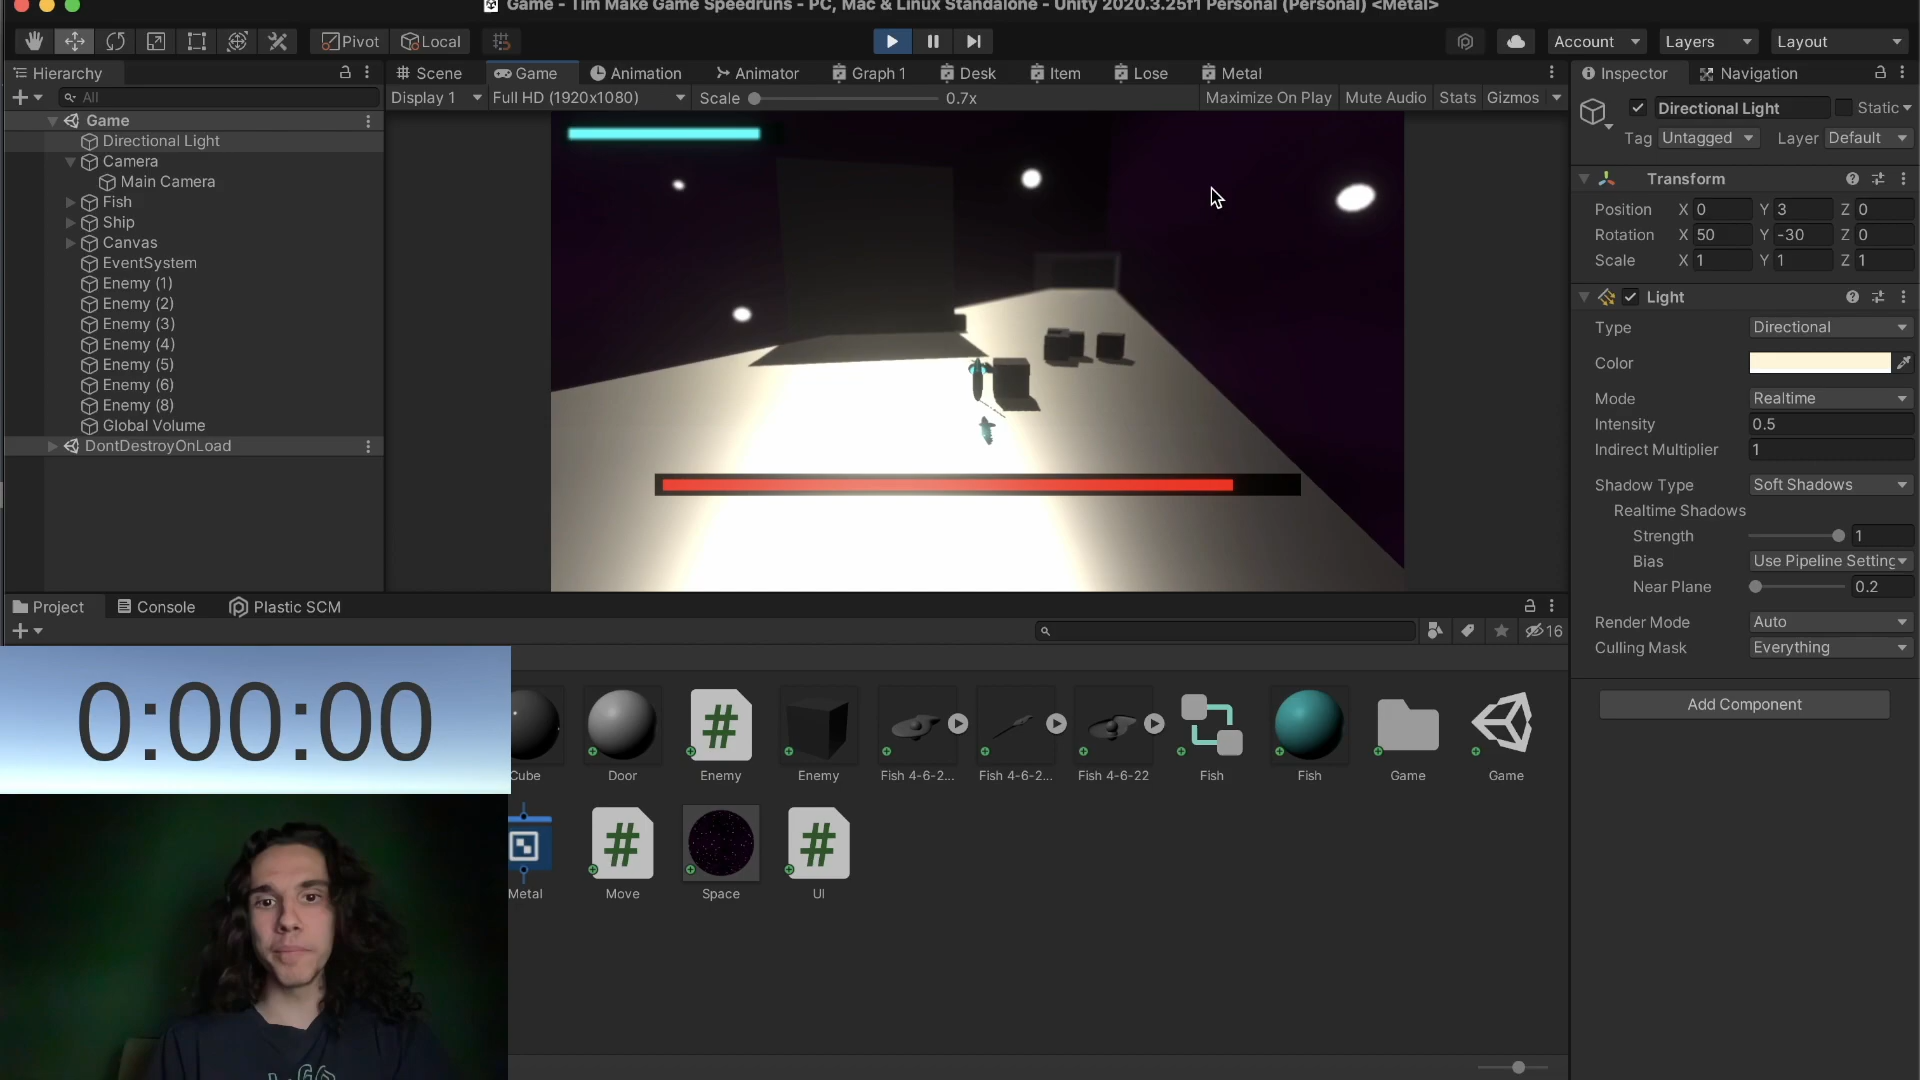 Game - Tim Make Game Speedruns - PC, Mac & Linux Standalone - Unity 2020.3.25f1 Personal (Personal) <Metal>
Pivot Local Account Layers Layout
Hierarchy Scene Game Animation Animator Graph 1 Desk Item Lose Metal Inspector Navigation
All Display 1 Full HD (1920x1080) Scale 0.7x Maximize On Play Mute Audio Stats Gizmos
Game
Directional Light
Camera
Main Camera
Fish
Ship
Canvas
EventSystem
Enemy (1)
Enemy (2)
Enemy (3)
Enemy (4)
Enemy (5)
Enemy (6)
Enemy (8)
Global Volume
DontDestroyOnLoad
Directional Light Static
Tag Untagged Layer Default
Transform
Position X 0 Y 3 Z 0
Rotation X 50 Y -30 Z 0
Scale X 1 Y 1 Z 1
Light
Type Directional
Color
Mode Realtime
Intensity 0.5
Indirect Multiplier 1
Shadow Type Soft Shadows
Realtime Shadows
Strength 1
Bias Use Pipeline Setting
Near Plane 0.2
Render Mode Auto
Culling Mask Everything
Add Component
Project Console Plastic SCM
16
0:00:00
Cube Door Enemy Enemy Fish 4-6-2... Fish 4-6-2... Fish 4-6-22 Fish Fish Game Game
Metal Move Space UI